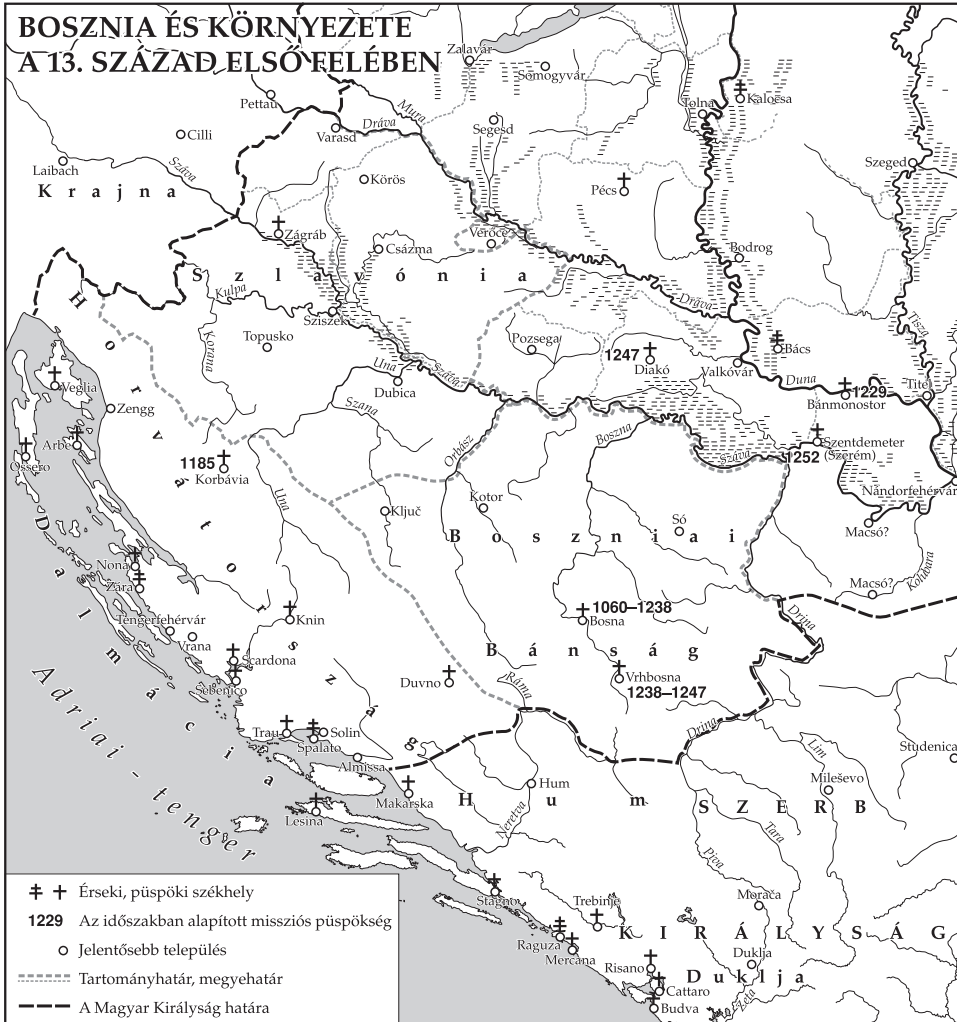 BOSZNIA ÉS KÖRNYEZETE
A 13. SZÁZAD ELSŐ FELÉBEN
Zalavár
Somogyvár
Pettau
Mura
Tolna
Kalocsa
Cilli
Varasd
Dráva
Segesd
Laibach
Száva
Szeged
Krajna
Körös
Pécs
Zágráb
Verőce
Csázma
Bodrog
Szlavónia
Kulpa
Dráva
Tisza
Sziszek
Topusko
Korana
Pozsega
1247
Diakó
Bács
Valkóvár
Una
Száva
Dubica
Duna
1229
Bánmonostor
Titel
Veglia
Zengg
Szana
Arbe
Ossero
Orbász
Boszna
Száva
Szentdemeter
(Szerém)
1252
1185
Korbávia
Una
Nándorfehérvár
Kotor
Ključ
Só
Macsó?
Boszniai
Horvátország
Dalmácia
Nona
Zára
Macsó?
Kolubara
1060–1238
Bosna
Knin
Drina
Tengerfehérvár
Vrana
Bánság
Scardona
Sebenico
Duvno
Vrhbosna
1238–1247
Ráma
Trau
Solin
Spalato
Drina
Lim
Studenica
Almissa
Adriai-tenger
Makarska
Hum
Mileševo
Hum
SZERB
Lesina
Neretva
Tara
Piva
Stagno
Trebinje
Morača
KIRÁLYSÁG
Raguza
Mercana
Risano
Duklja
Duklja
Cattaro
Zeta
Budva
Érseki, püspöki székhely
1229 Az időszakban alapított missziós püspökség
Jelentősebb település
Tartományhatár, megyehatár
A Magyar Királyság határa